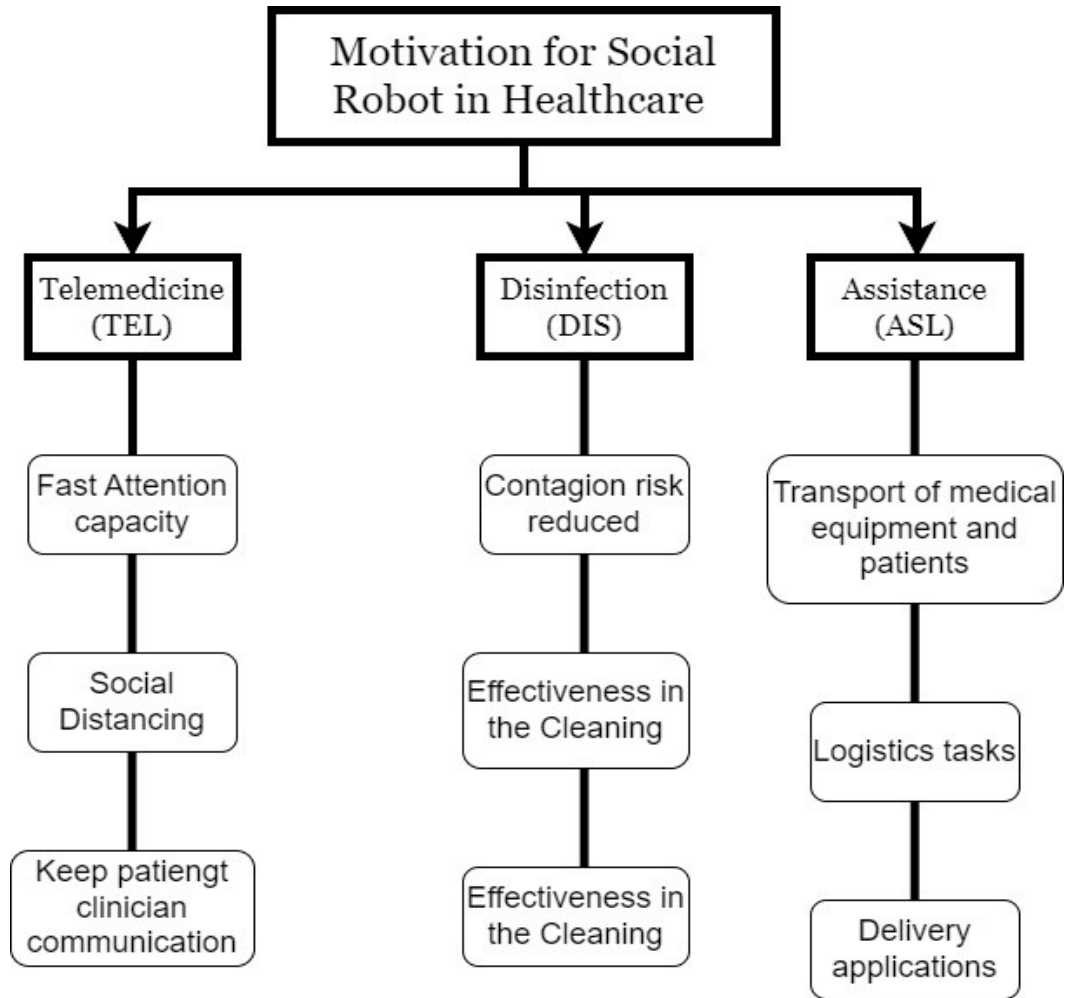 Motivation for Social
Robot in Healthcare
Telemedicine
(TEL)
Disinfection
(DIS)
Assistance
(ASL)
Fast Attention
capacity
Contagion risk
reduced
Transport of medical
equipment and
patients
Social
Distancing
Effectiveness in
the Cleaning
Logistics tasks
Keep patiengt
clinician
communication
Effectiveness in
the Cleaning
Delivery
applications